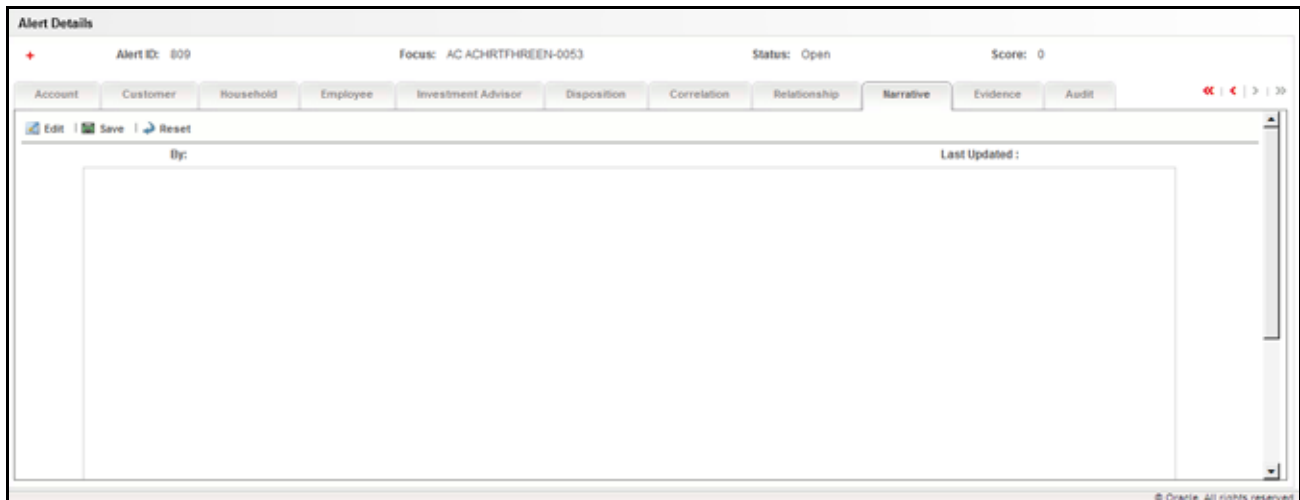 Alert Details
Alert ID: 809 Focus: AC ACHRTFHREEN-0053 Status: Open Score: 0
Account Customer Household Employee Investment Advisor Disposition Correlation Relationship Narrative Evidence Audit
Edit Save Reset
By: Last Updated :
© Oracle. All rights reserved